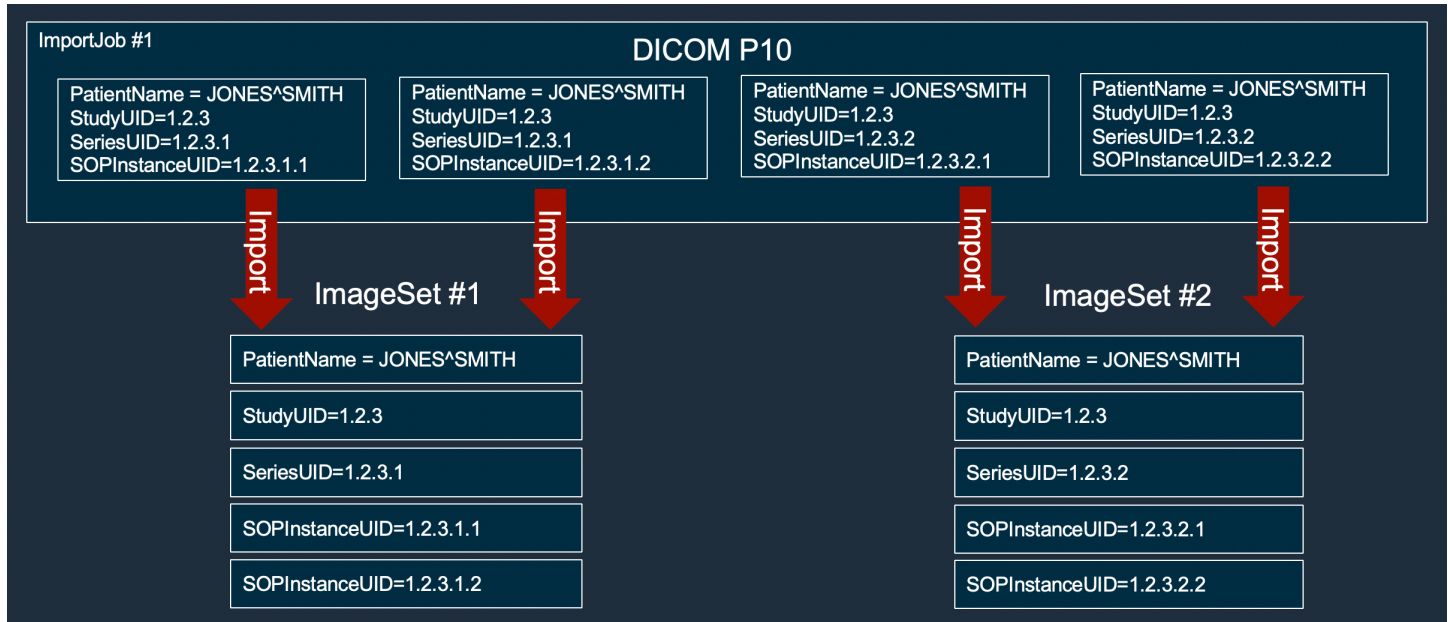 ImportJob #1
DICOM P10
PatientName = JONES^SMITH
StudyUID=1.2.3
SeriesUID=1.2.3.1
SOPInstanceUID=1.2.3.1.1
PatientName = JONES^SMITH
StudyUID=1.2.3
SeriesUID=1.2.3.1
SOPInstanceUID=1.2.3.1.2
PatientName = JONES^SMITH
StudyUID=1.2.3
SeriesUID=1.2.3.2
SOPInstanceUID=1.2.3.2.1
PatientName = JONES^SMITH
StudyUID=1.2.3
SeriesUID=1.2.3.2
SOPInstanceUID=1.2.3.2.2
Import
Import
Import
Import
ImageSet #1
PatientName = JONES^SMITH
StudyUID=1.2.3
SeriesUID=1.2.3.1
SOPInstanceUID=1.2.3.1.1
SOPInstanceUID=1.2.3.1.2
ImageSet #2
PatientName = JONES^SMITH
StudyUID=1.2.3
SeriesUID=1.2.3.2
SOPInstanceUID=1.2.3.2.1
SOPInstanceUID=1.2.3.2.2